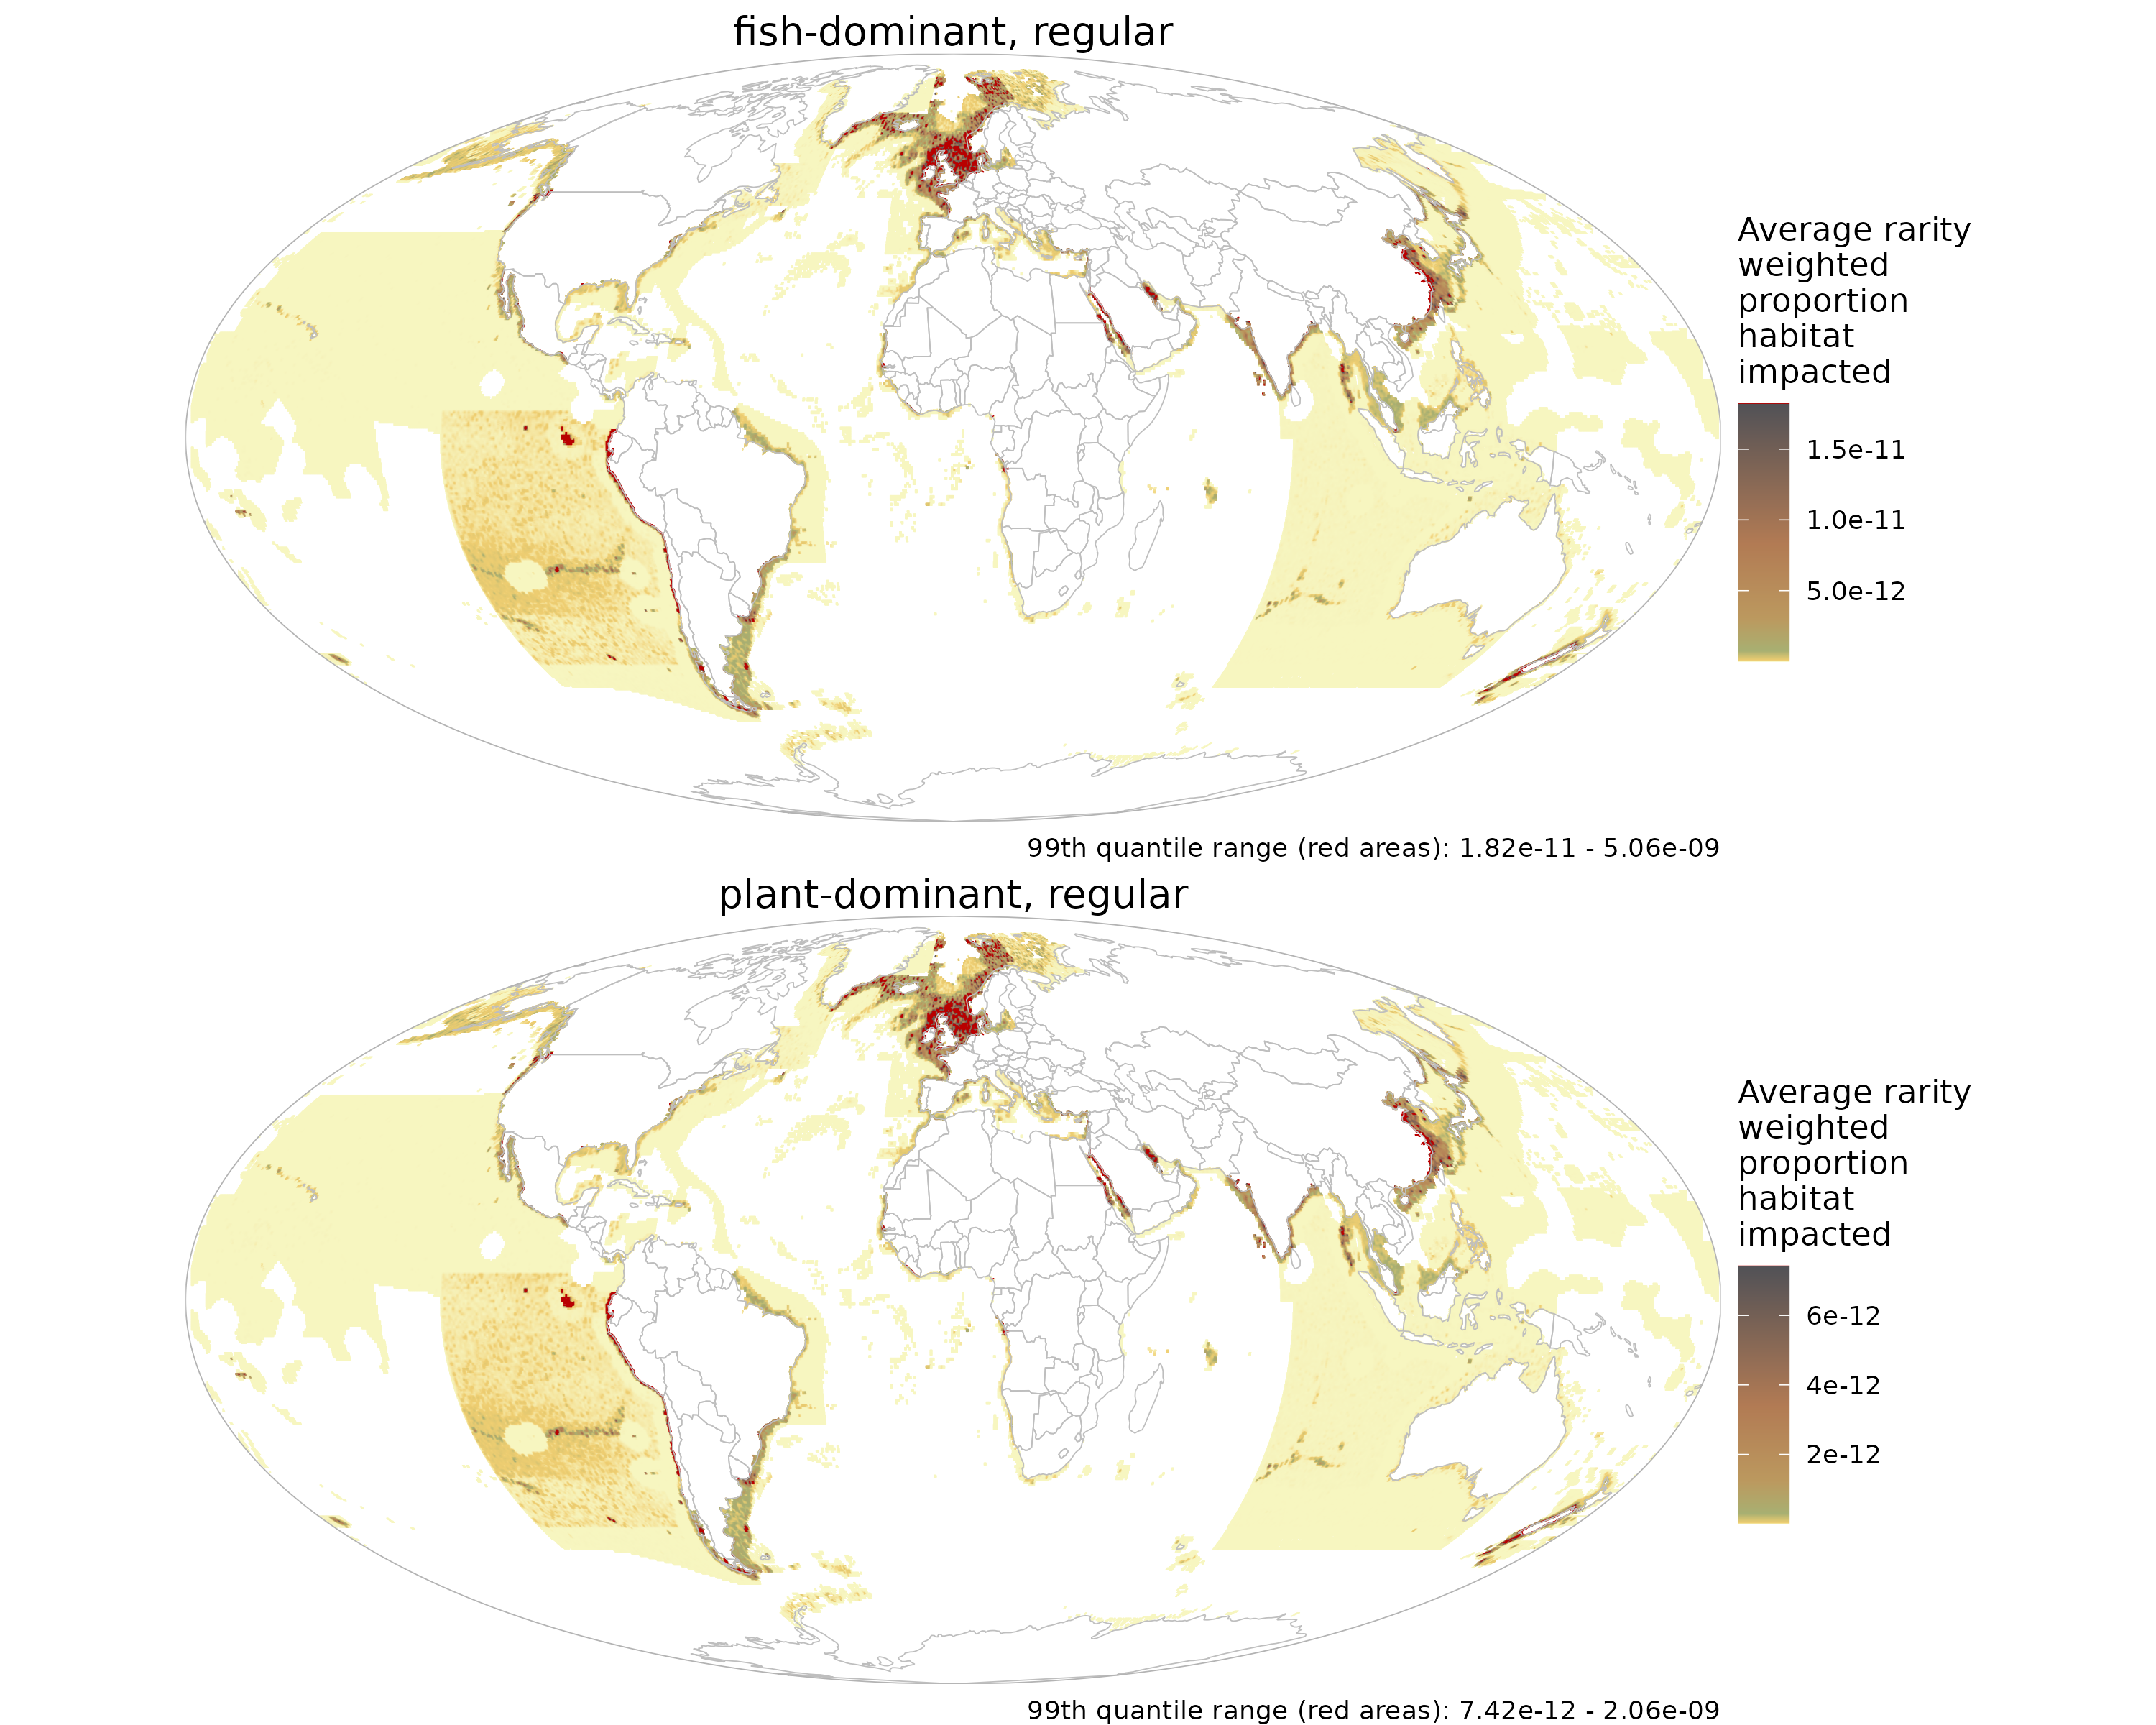 fish-dominant, regular
Average rarity
weighted
proportion
habitat
impacted
1.5e-11
1.0e-11
5.0e-12
99th quantile range (red areas): 1.82e-11 - 5.06e-09
plant-dominant, regular
Average rarity
weighted
proportion
habitat
impacted
6e-12
4e-12
2e-12
99th quantile range (red areas): 7.42e-12 - 2.06e-09